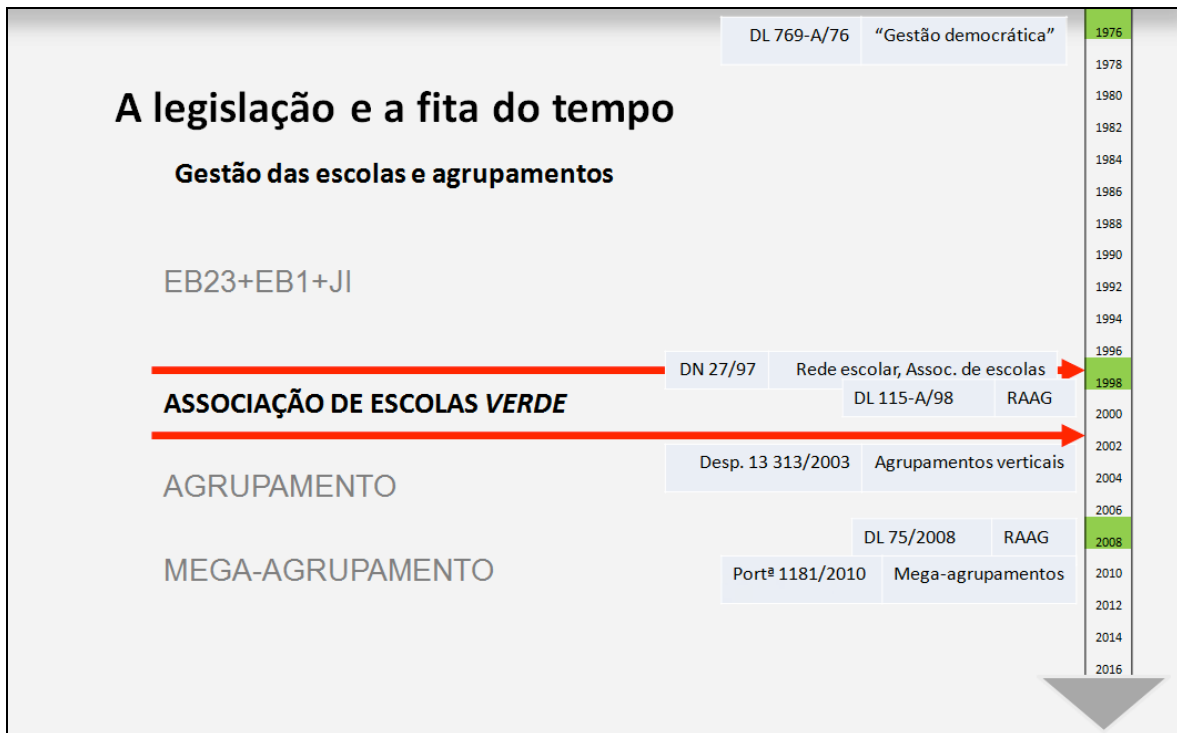 DL 769-A/76 “Gestão democrática”
A legislação e a fita do tempo
Gestão das escolas e agrupamentos
EB23+EB1+JI
DN 27/97 Rede escolar, Assoc. de escolas
ASSOCIAÇÃO DE ESCOLAS VERDE
DL 115-A/98 RAAG
Desp. 13 313/2003 Agrupamentos verticais
AGRUPAMENTO
DL 75/2008 RAAG
MEGA-AGRUPAMENTO
Portª 1181/2010 Mega-agrupamentos
1976
1978
1980
1982
1984
1986
1988
1990
1992
1994
1996
1998
2000
2002
2004
2006
2008
2010
2012
2014
2016